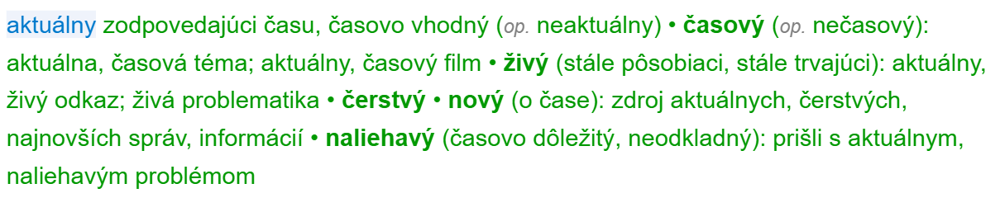 aktuálny zodpovedajúci času, časovo vhodný (op. neaktuálny) • časový (op. nečasový):
aktuálna, časová téma; aktuálny, časový film • živý (stále pôsobiaci, stále trvajúci): aktuálny,
živý odkaz; živá problematika • čerstvý • nový (o čase): zdroj aktuálnych, čerstvých,
najnovších správ, informácií • naliehavý (časovo dôležitý, neodkladný): prišli s aktuálnym,
naliehavým problémom